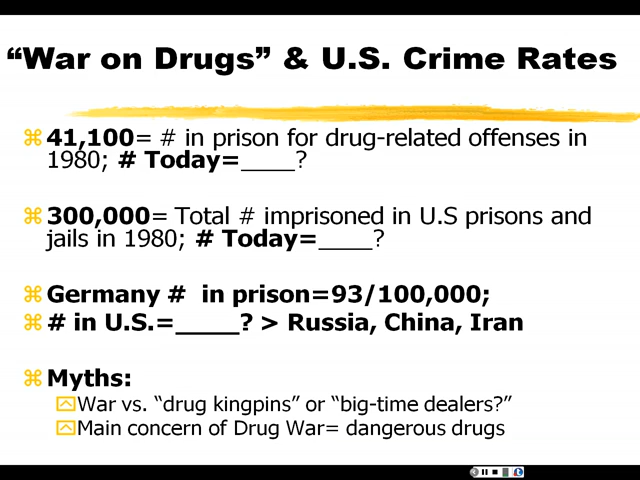 “War on Drugs” & U.S. Crime Rates
41,100= # in prison for drug-related offenses in
1980; # Today=____?
300,000= Total # imprisoned in U.S prisons and
jails in 1980; # Today=____?
Germany # in prison=93/100,000;
# in U.S.=____? > Russia, China, Iran
Myths:
War vs. “drug kingpins” or “big-time dealers?”
Main concern of Drug War= dangerous drugs